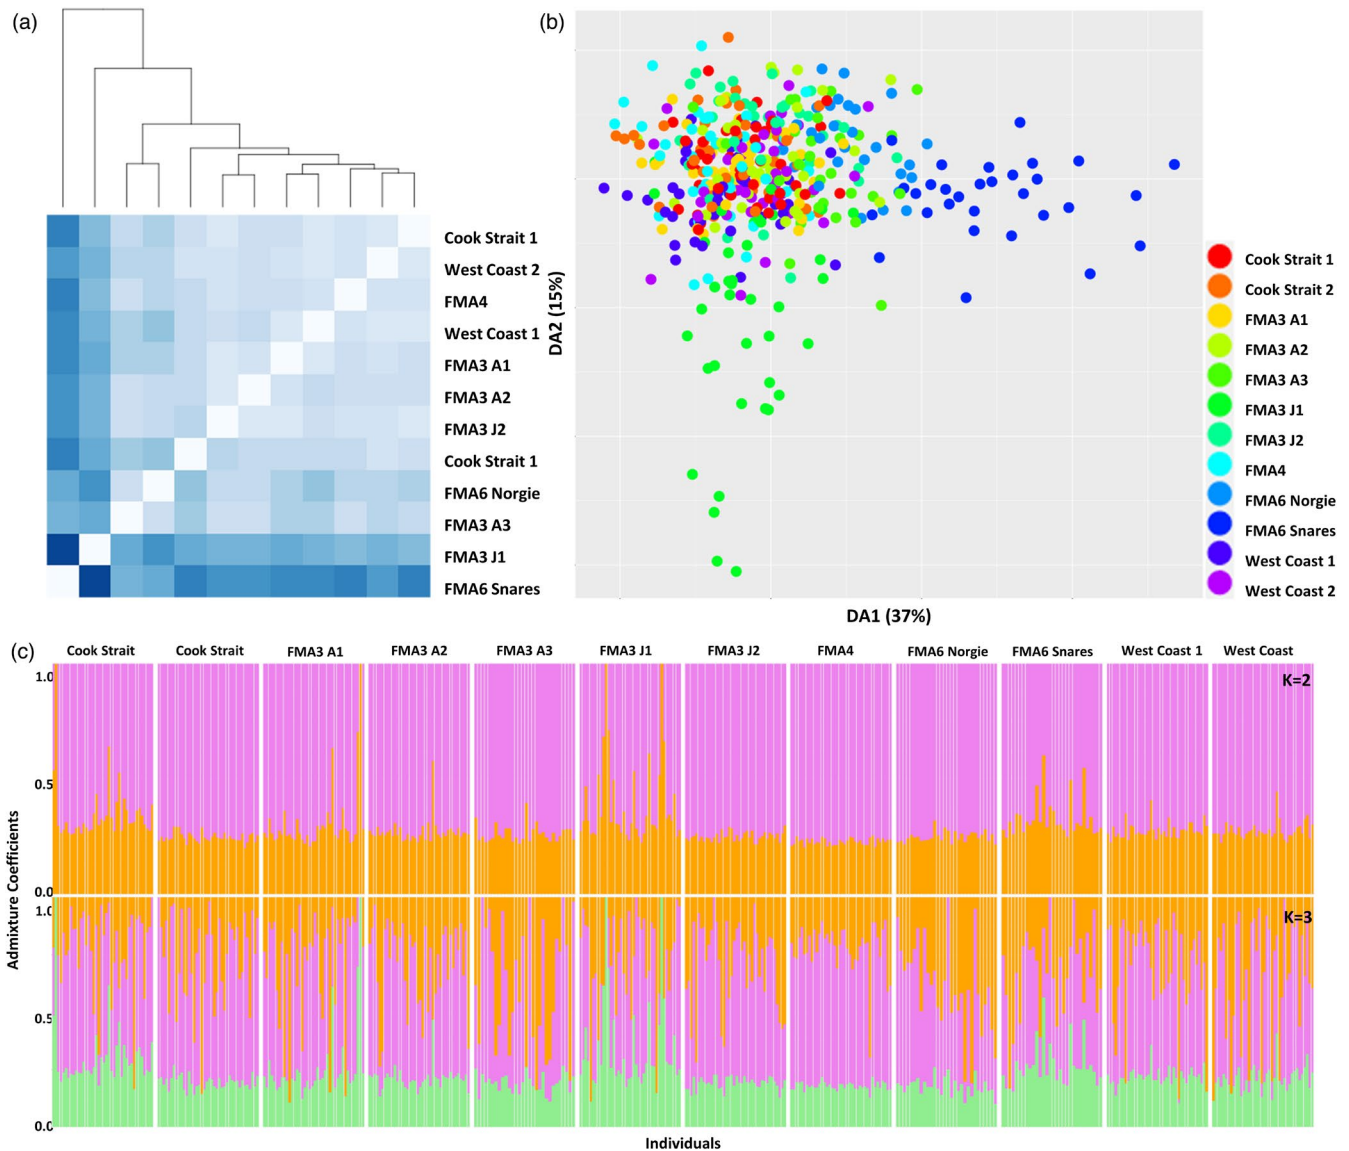 (a)
Cook Strait 1
West Coast 2
FMA4
West Coast 1
FMA3 A1
FMA3 A2
FMA3 J2
Cook Strait 1
FMA6 Norgie
FMA3 A3
FMA3 J1
FMA6 Snares
(b)
DA2 (15%)
DA1 (37%)
Cook Strait 1
Cook Strait 2
FMA3 A1
FMA3 A2
FMA3 A3
FMA3 J1
FMA3 J2
FMA4
FMA6 Norgie
FMA6 Snares
West Coast 1
West Coast 2
(c)
Cook Strait Cook Strait FMA3 A1 FMA3 A2 FMA3 A3 FMA3 J1 FMA3 J2 FMA4 FMA6 Norgie FMA6 Snares West Coast 1 West Coast
1.0 K=2
0.5
0.0
1.0 K=3
0.5
0.0
Admixture Coefficients
Individuals